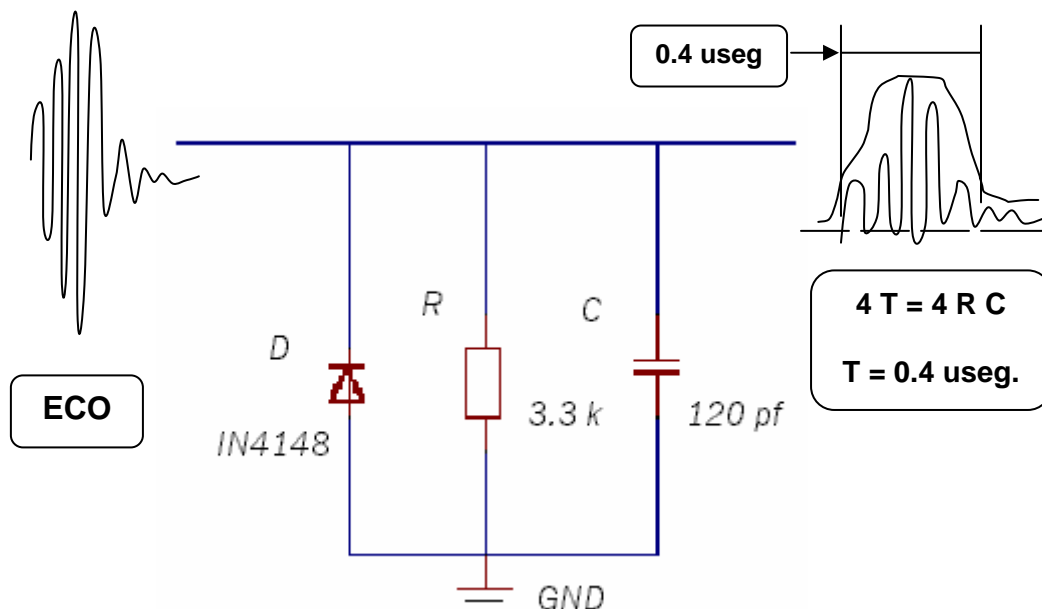 0.4 useg
R
C
D
4 T = 4 R C
T = 0.4 useg.
ECO
3.3 k
120 pf
IN4148
GND